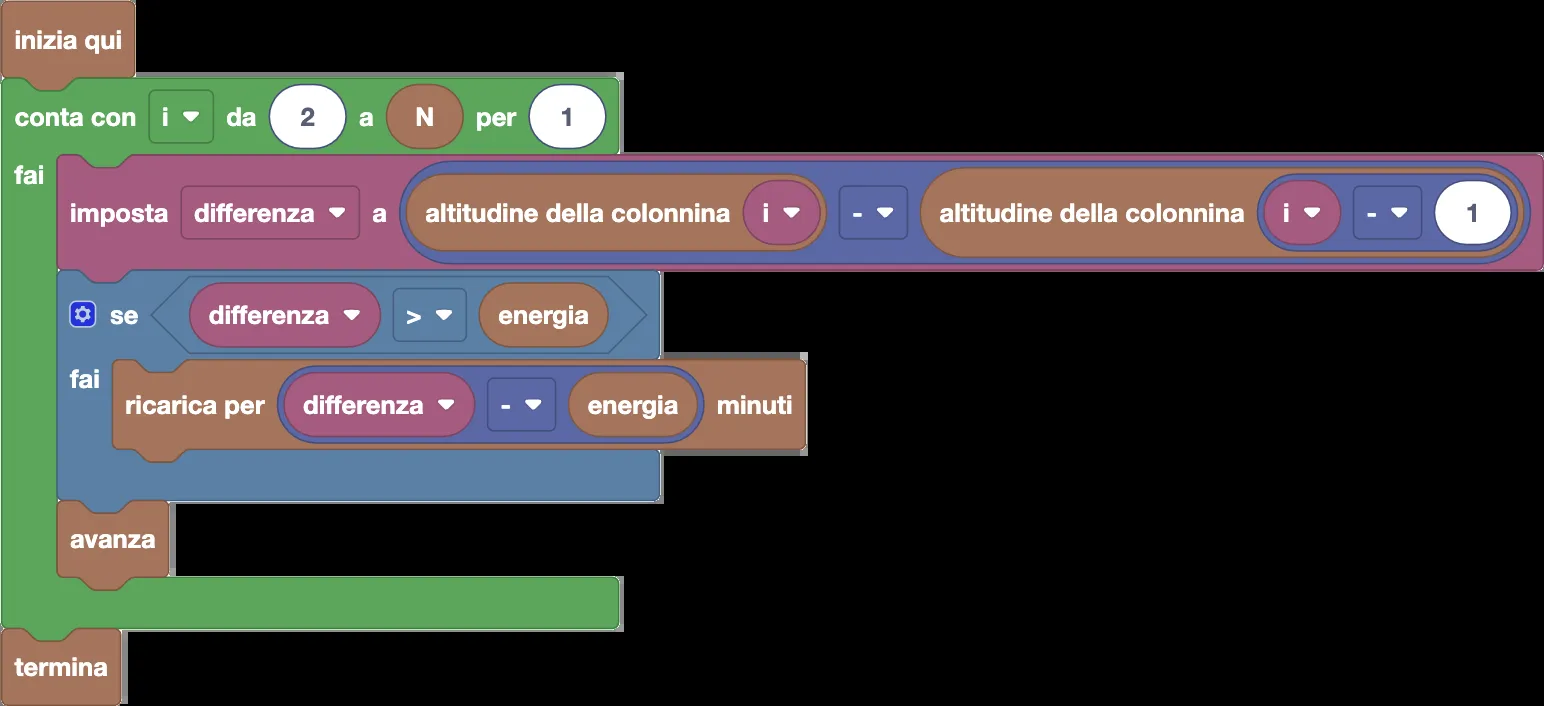 inizia qui
conta con i da 2 a N per 1
fai
imposta differenza a altitudine della colonnina i - altitudine della colonnina i - 1
se differenza > energia
fai
ricarica per differenza - energia minuti
avanza
termina